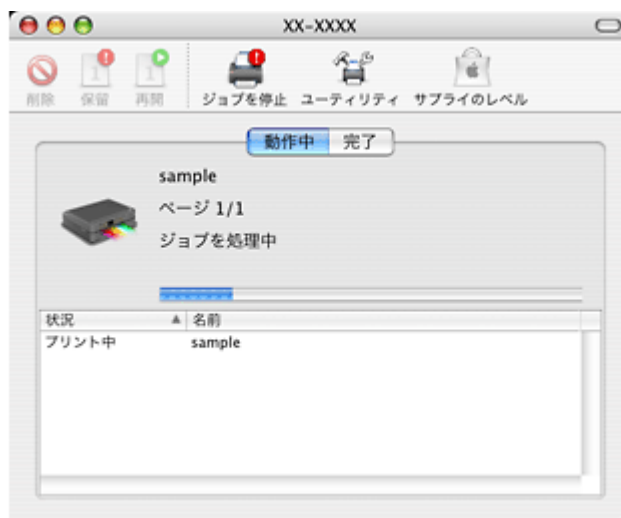 XX-XXXX
削除 保留 再開 ジョブを停止 ユーティリティ サプライのレベル
動作中 完了
sample
ページ 1/1
ジョブを処理中
状況 名前
プリント中 sample